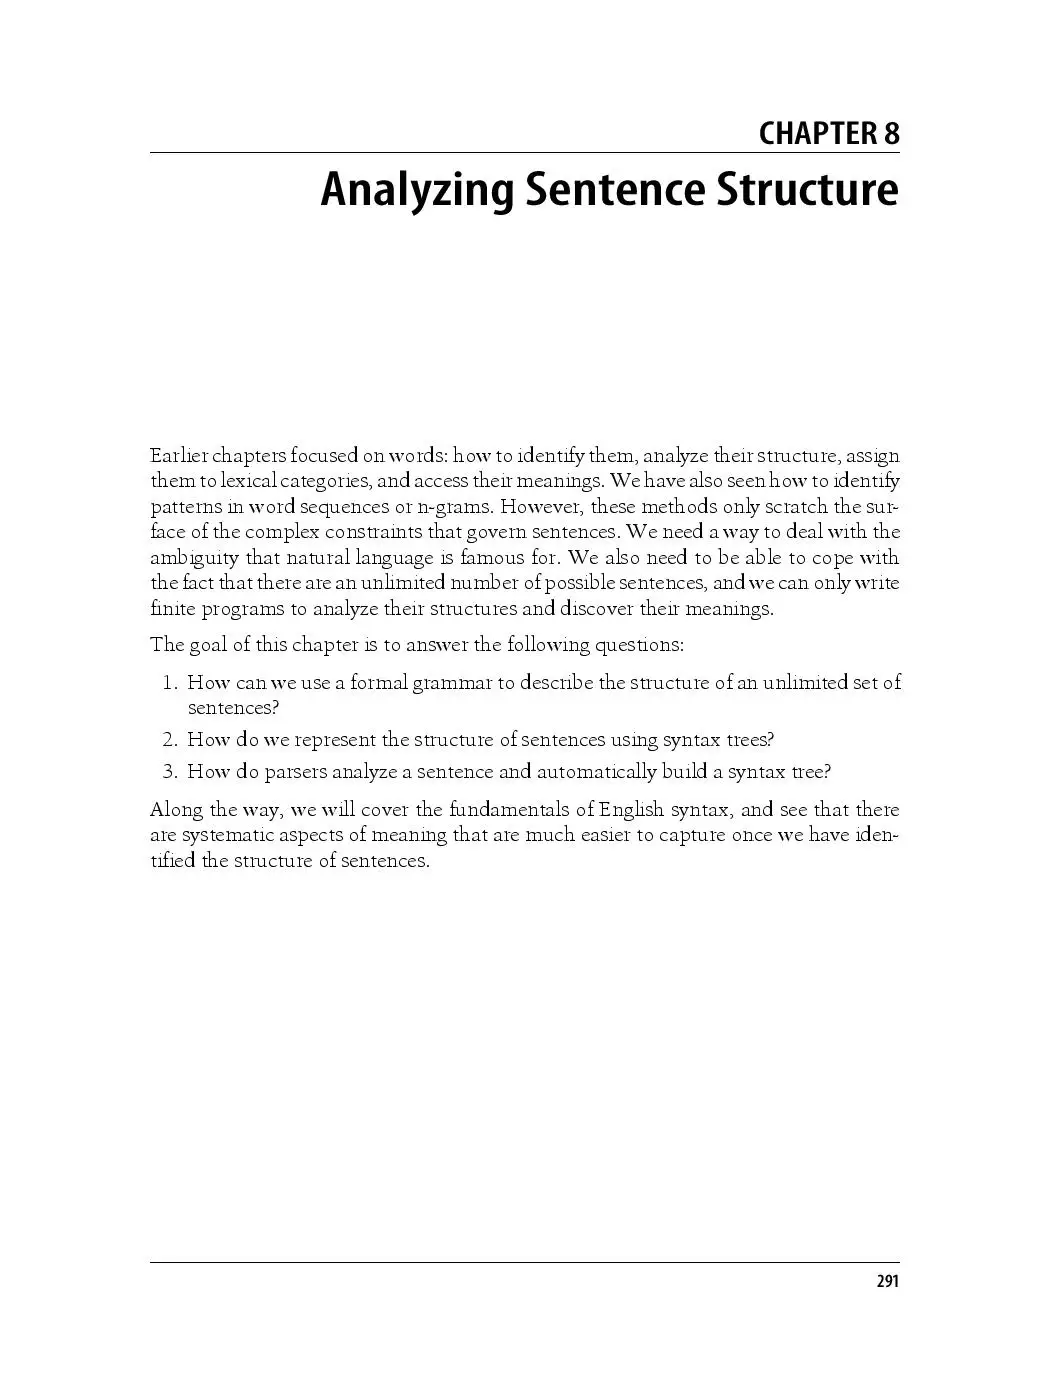 CHAPTER 8
Analyzing Sentence Structure
Earlier chapters focused on words: how to identify them, analyze their structure, assign
them to lexical categories, and access their meanings. We have also seen how to identify
patterns in word sequences or n-grams. However, these methods only scratch the sur-
face of the complex constraints that govern sentences. We need a way to deal with the
ambiguity that natural language is famous for. We also need to be able to cope with
the fact that there are an unlimited number of possible sentences, and we can only write
finite programs to analyze their structures and discover their meanings.
The goal of this chapter is to answer the following questions:
1. How can we use a formal grammar to describe the structure of an unlimited set of
sentences?
2. How do we represent the structure of sentences using syntax trees?
3. How do parsers analyze a sentence and automatically build a syntax tree?
Along the way, we will cover the fundamentals of English syntax, and see that there
are systematic aspects of meaning that are much easier to capture once we have iden-
tified the structure of sentences.
291